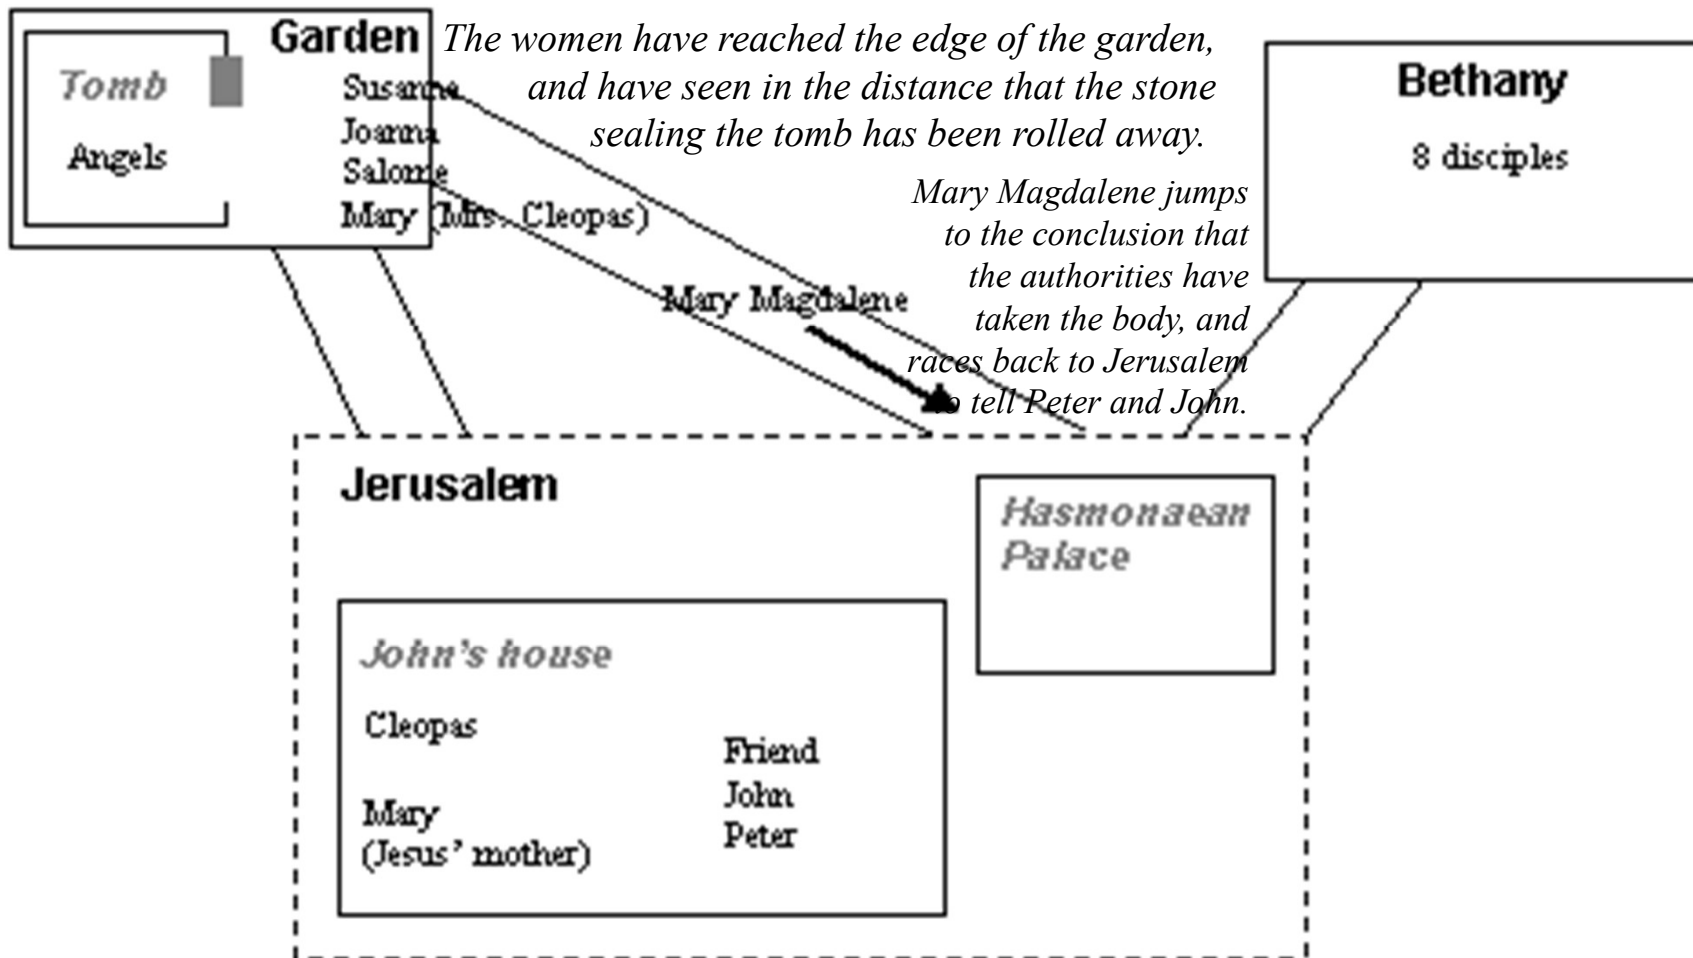 Garden
Tomb
Angels
Susanna
Joanna
Salome
Mary (Mrs. Cleopas)
The women have reached the edge of the garden,
and have seen in the distance that the stone
sealing the tomb has been rolled away.
Bethany
8 disciples
Mary Magdalene jumps
to the conclusion that
the authorities have
taken the body, and
races back to Jerusalem
to tell Peter and John.
Mary Magdalene
Jerusalem
Hasmonaean
Palace
John's house
Cleopas
Mary
(Jesus' mother)
Friend
John
Peter